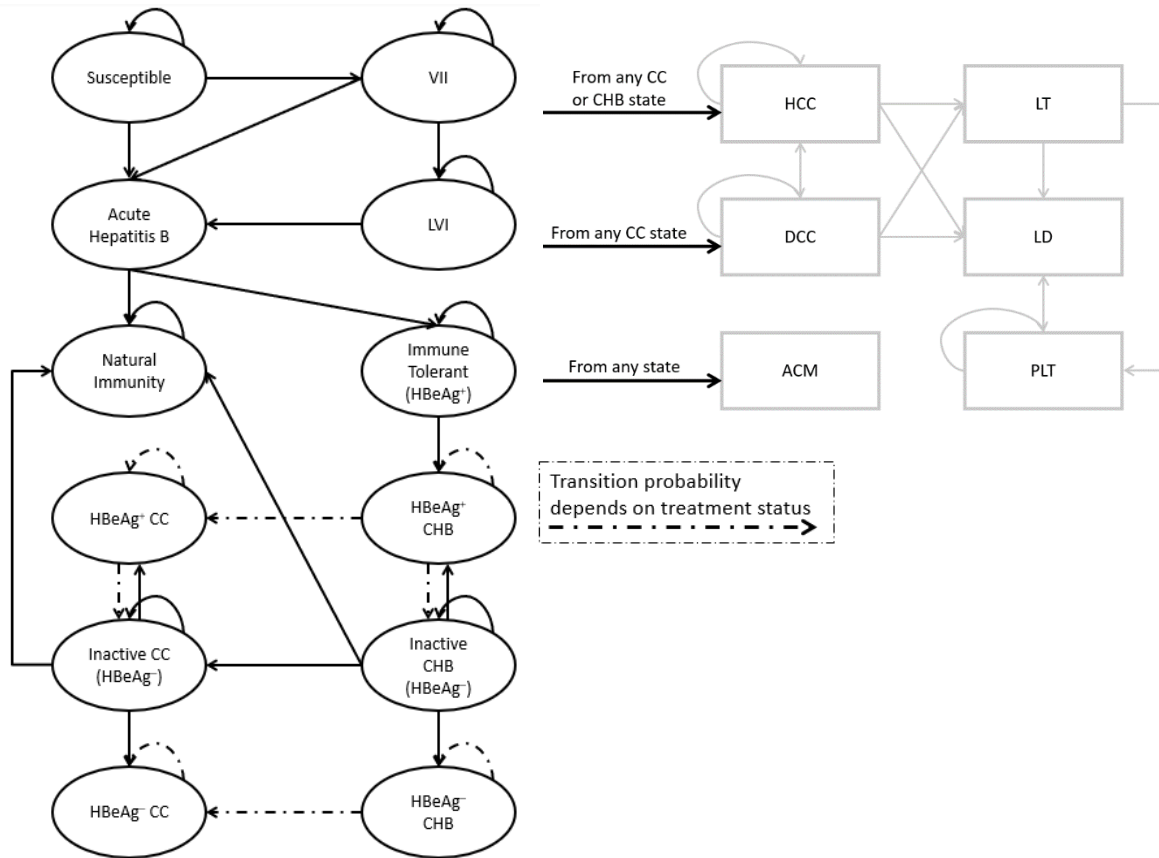 Susceptible
VII
Acute
Hepatitis B
LVI
Natural
Immunity
Immune
Tolerant
(HBeAg⁺)
HBeAg⁺ CC
HBeAg⁺
CHB
Inactive CC
(HBeAg⁻)
Inactive
CHB
(HBeAg⁻)
HBeAg⁻ CC
HBeAg⁻
CHB
From any CC
or CHB state
HCC
LT
From any CC state
DCC
LD
From any state
ACM
PLT
Transition probability
depends on treatment status